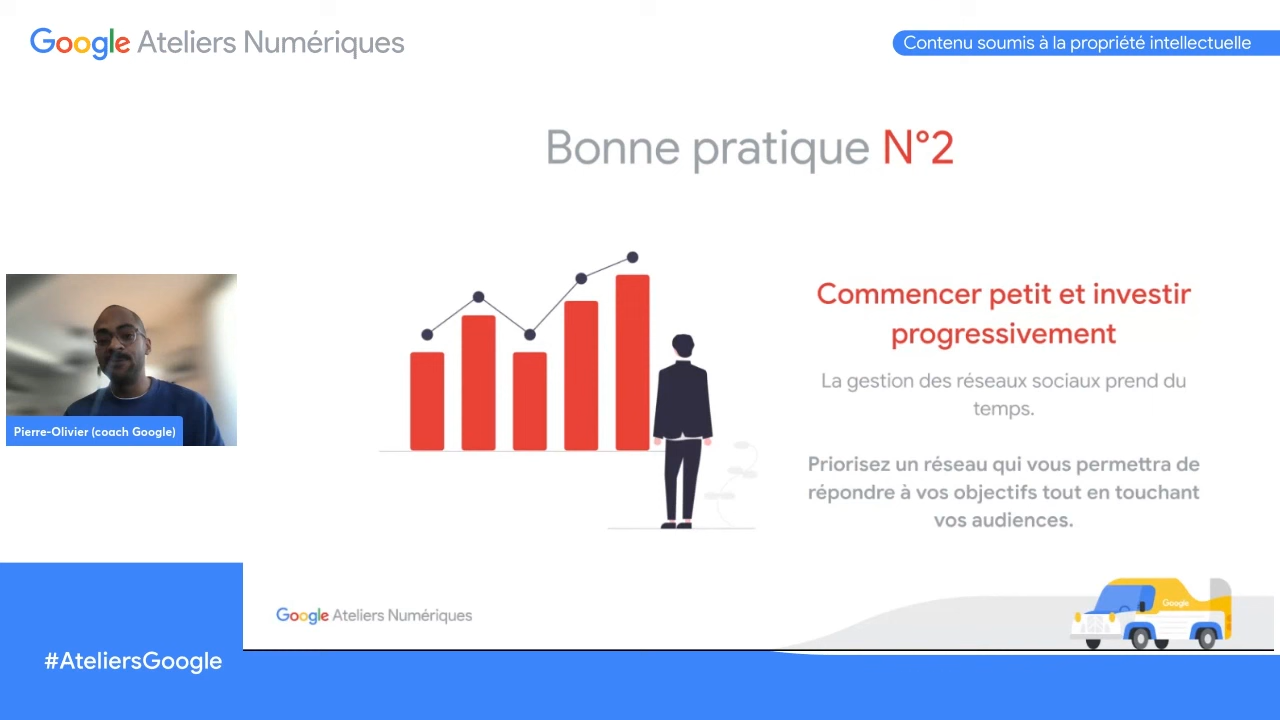 Google Ateliers Numériques
Contenu soumis à la propriété intellectuelle
Bonne pratique N°2
Commencer petit et investir
progressivement
La gestion des réseaux sociaux prend du
temps.
Priorisez un réseau qui vous permettra de
répondre à vos objectifs tout en touchant
vos audiences.
Pierre-Olivier (coach Google)
Google Ateliers Numériques
Google
#AteliersGoogle